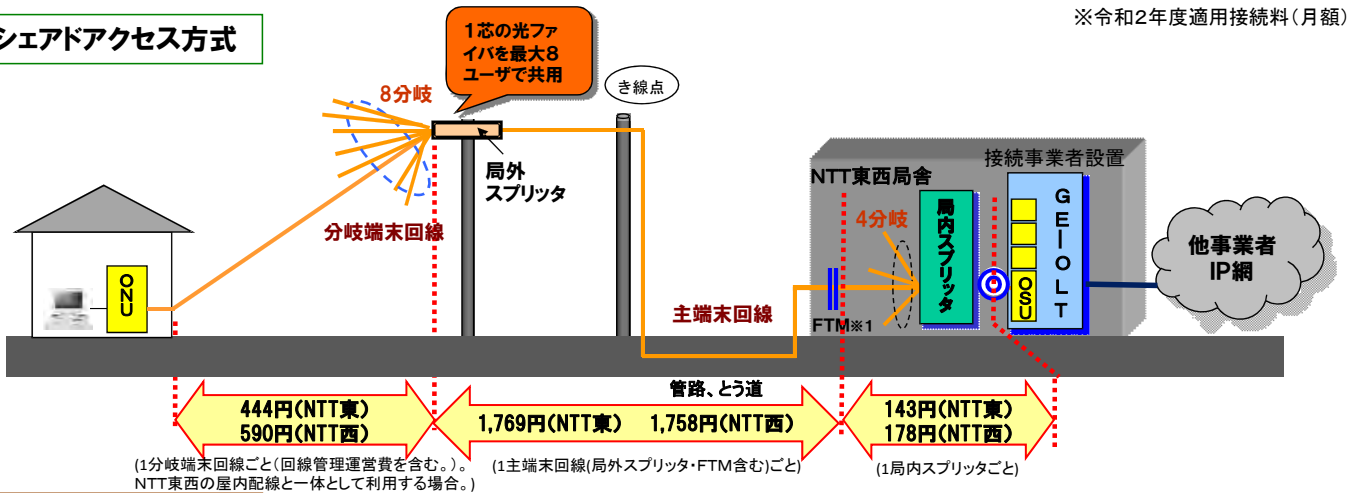 ※令和2年度適用接続料(月額)
シェアドアクセス方式
1芯の光ファ
イバを最大8
ユーザで共用
8分岐
き線点
局外
スプリッタ
接続事業者設置
NTT東西局舎
4分岐
局内スプリッタ
GE-OLT
OSU
他事業者
IP網
分岐端末回線
ONU
主端末回線
FTM※1
管路、とう道
444円(NTT東)
590円(NTT西)
1,769円(NTT東) 1,758円(NTT西)
143円(NTT東)
178円(NTT西)
(1分岐端末回線ごと(回線管理運営費を含む。)。
NTT東西の屋内配線と一体として利用する場合。)
(1主端末回線(局外スプリッタ・FTM含む)ごと)
(1局内スプリッタごと)